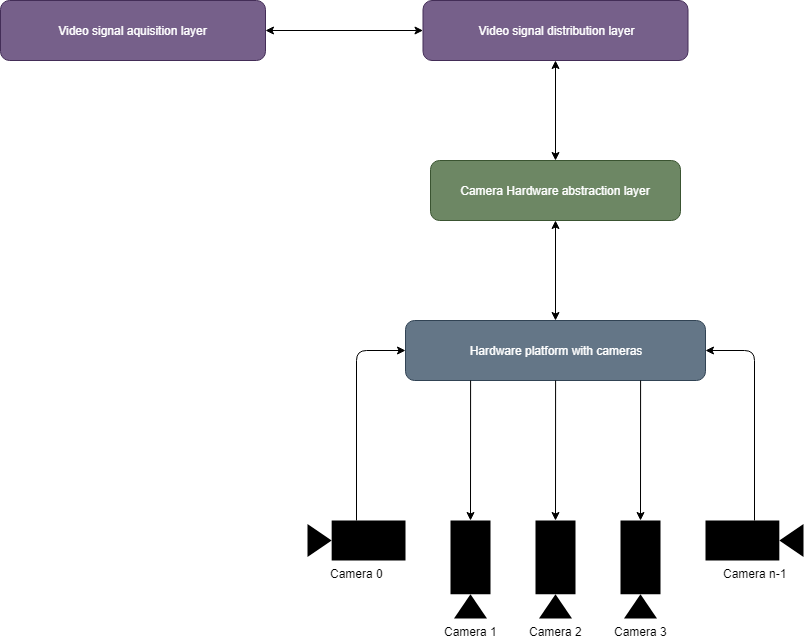 Video signal aquisition layer
Video signal distribution layer
Camera Hardware abstraction layer
Hardware platform with cameras
Camera 0
Camera n-1
Camera 1
Camera 2
Camera 3